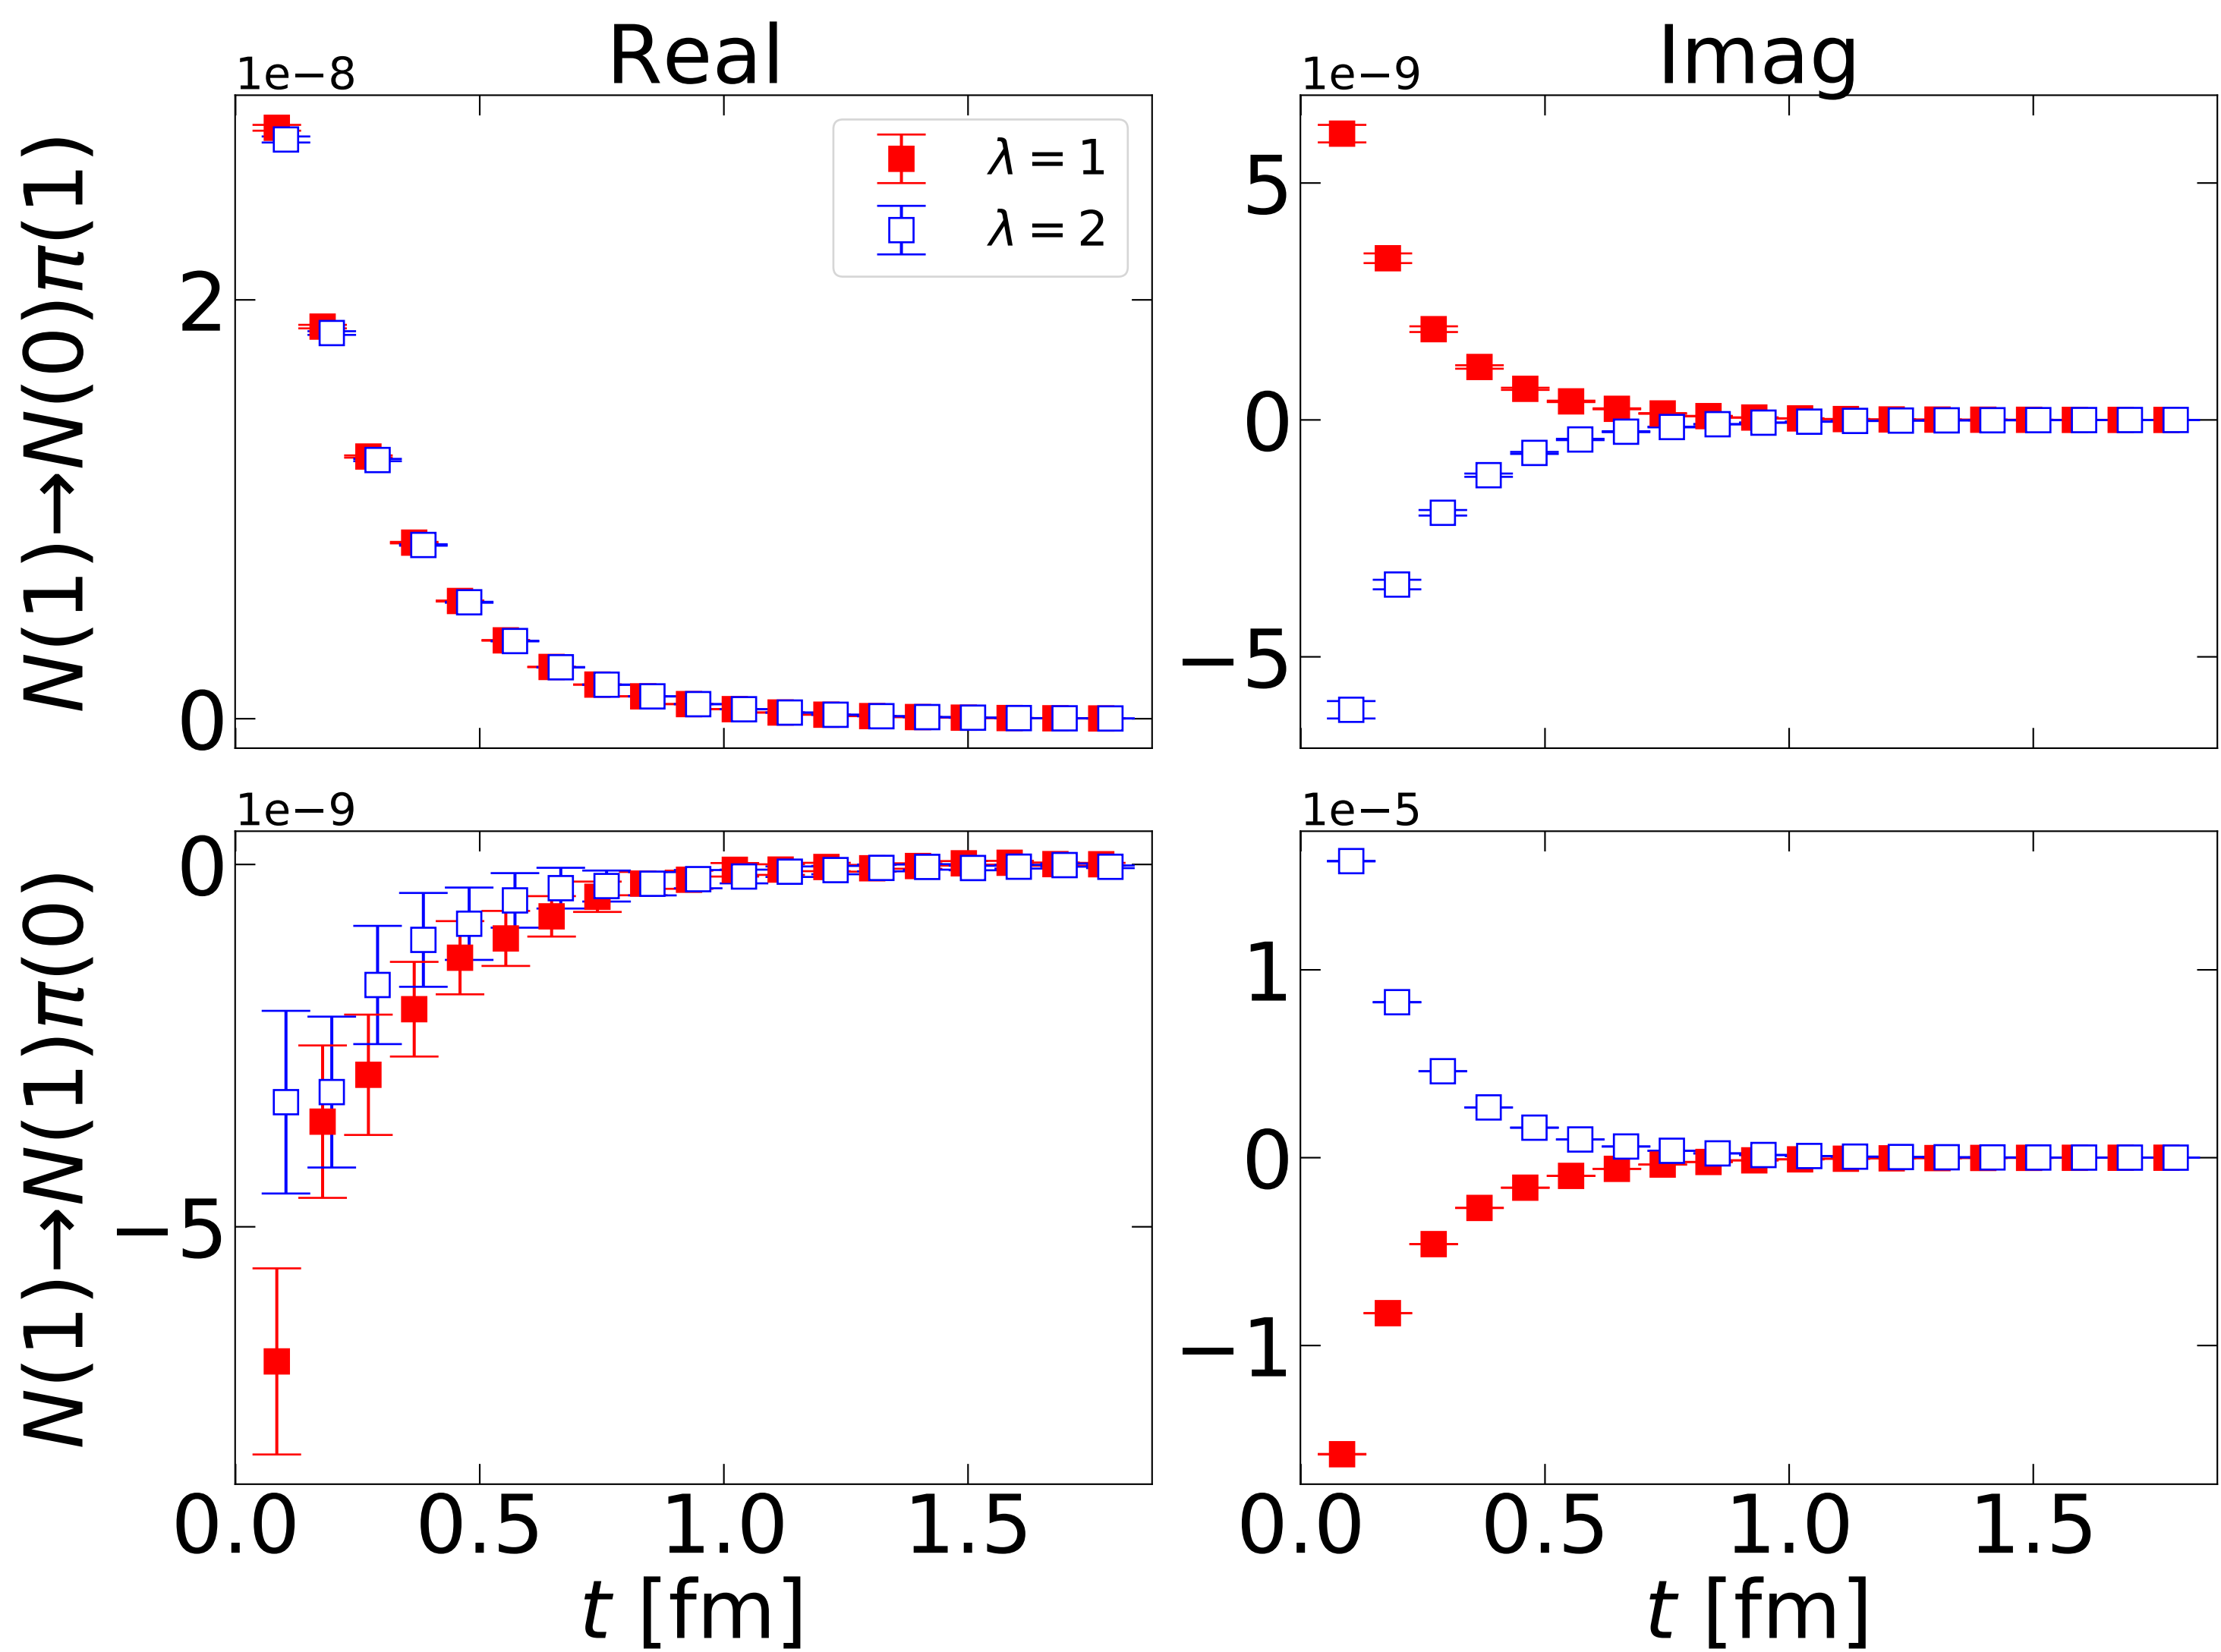 Real
Imag
1e−8
1e−9
N(1)→N(0)π(1)
2
0
λ = 1
λ = 2
5
0
−5
1e−9
1e−5
N(1)→N(1)π(0)
0
−5
1
0
−1
0.0 0.5 1.0 1.5
0.0 0.5 1.0 1.5
t [fm]
t [fm]